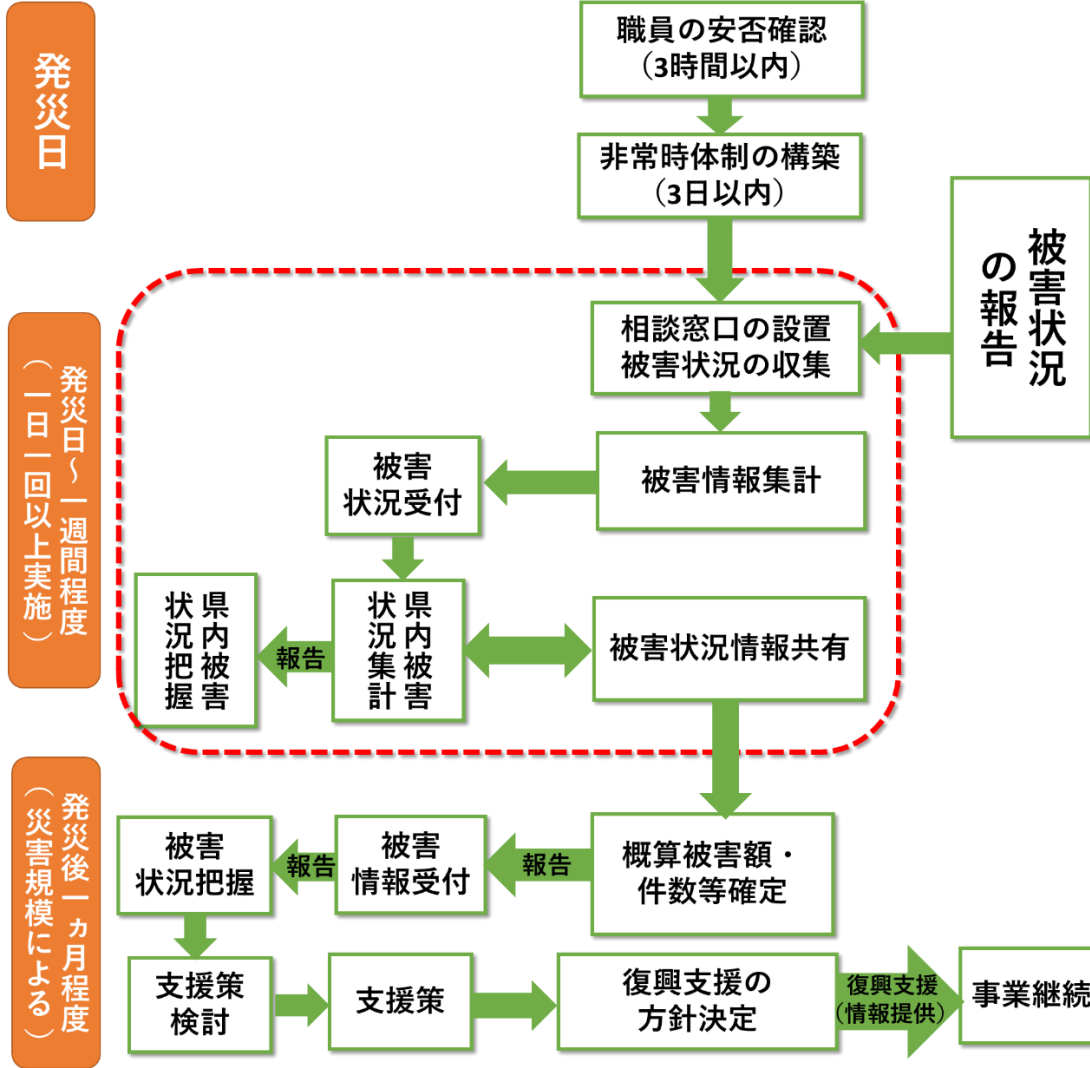 発災日
職員の安否確認
（3時間以内）
非常時体制の構築
（3日以内）
被害状況
の報告
発災日～一週間程度
（一日一回以上実施）
相談窓口の設置
被害状況の収集
被害情報集計
被害
状況受付
県内被害
状況集計
報告
県内被害
状況把握
被害状況情報共有
発災後一ヵ月程度
（災害規模による）
概算被害額・
件数等確定
報告
被害
情報受付
報告
被害
状況把握
支援策
検討
支援策
復興支援の
方針決定
復興支援
（情報提供）
事業継続